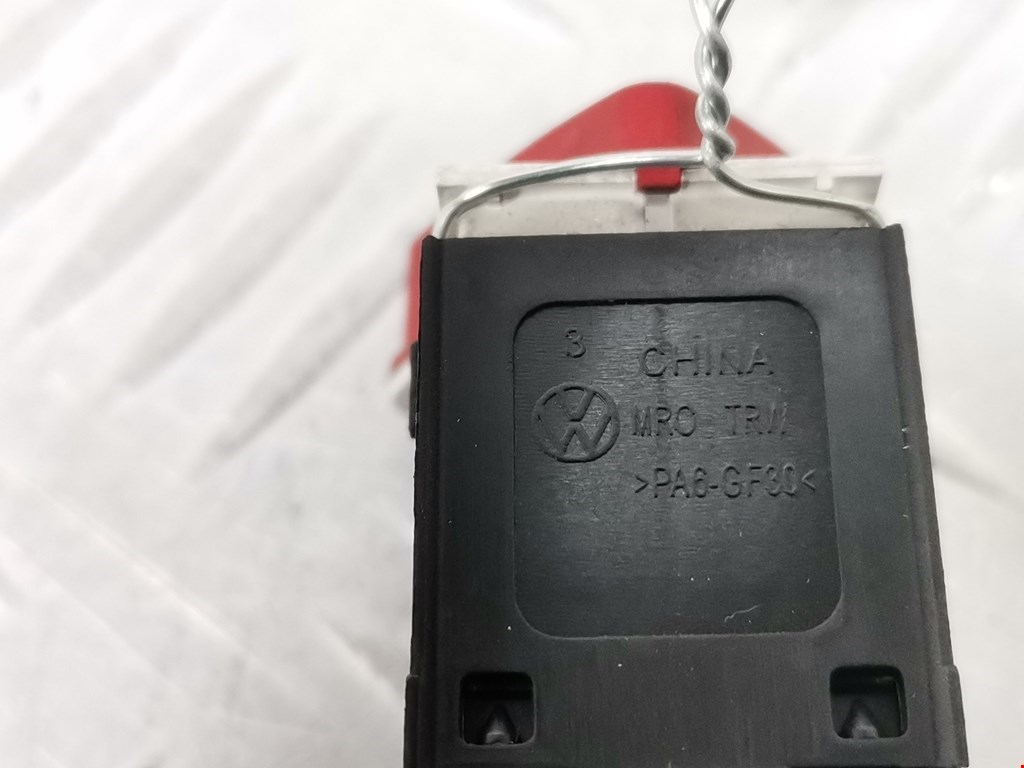 3
CHINA
MRO TRW
>PA6-GF30<